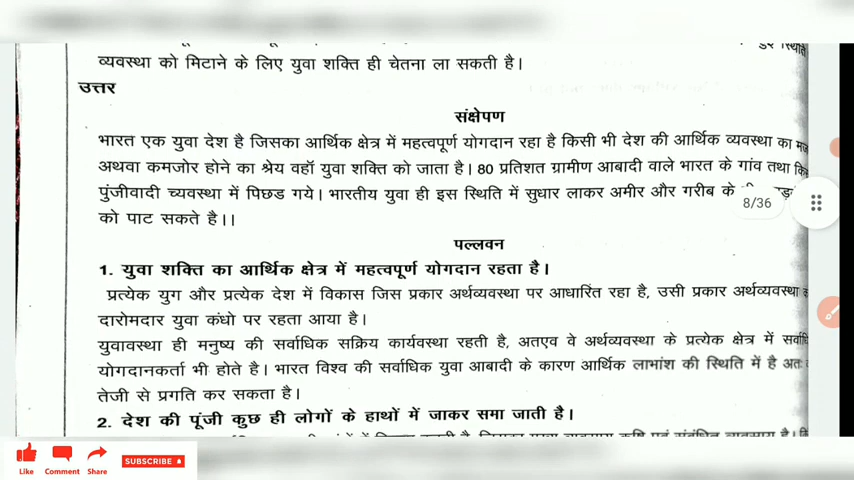 व्यवस्था को मिटाने के लिए युवा शक्ति ही चेतना ला सकती है।
उत्तर
संक्षेपण
भारत एक युवा देश है जिसका आर्थिक क्षेत्र में महत्वपूर्ण योगदान रहा है किसी भी देश की आर्थिक व्यवस्था का
अथवा कमजोर होने का श्रेय वहॉ युवा शक्ति को जाता है। 80 प्रतिशत ग्रामीण आबादी वाले भारत के गांव तथा
पुंजीवादी च्यवस्था में पिछड गये। भारतीय युवा ही इस स्थिति में सुधार लाकर अमीर और गरीब के
को पाट सकते है।।
8/36
पल्लवन
1. युवा शक्ति का आर्थिक क्षेत्र में महत्वपूर्ण योगदान रहता है।
प्रत्येक युग और प्रत्येक देश में विकास जिस प्रकार अर्थव्यवस्था पर आधारित रहा है, उसी प्रकार अर्थव्यवस्था
दारोमदार युवा कंधो पर रहता आया है।
युवावस्था ही मनुष्य की सर्वाधिक सक्रिय कार्यवस्था रहती है, अतएव वे अर्थव्यवस्था के प्रत्येक क्षेत्र में
योगदानकर्ता भी होते है। भारत विश्व की सर्वाधिक युवा आबादी के कारण आर्थिक लाभांश की स्थिति में है
तेजी से प्रगति कर सकता है।
2. देश की पूंजी कुछ ही लोगों के हाथों में जाकर समा जाती है।
Like Comment Share SUBSCRIBE